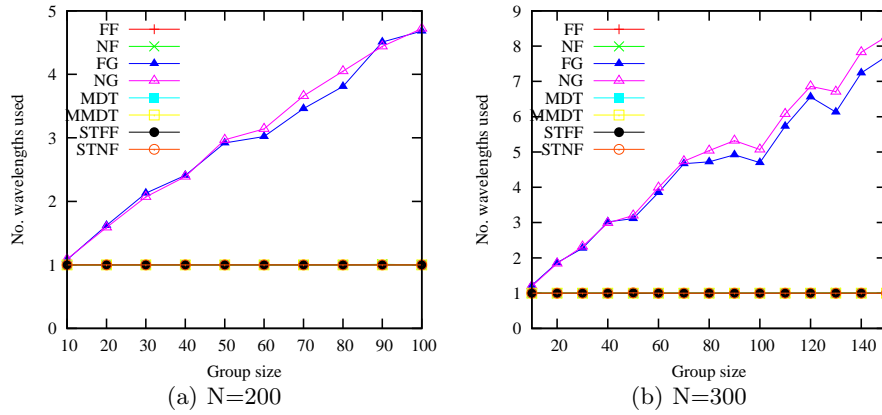 5
4
3
2
1
0
No. wavelengths used
FF
NF
FG
NG
MDT
MMDT
STFF
STNF
10 20 30 40 50 60 70 80 90 100
Group size
(a) N=200
9
8
7
6
5
4
3
2
1
0
No. wavelengths used
FF
NF
FG
NG
MDT
MMDT
STFF
STNF
20 40 60 80 100 120 140
Group size
(b) N=300